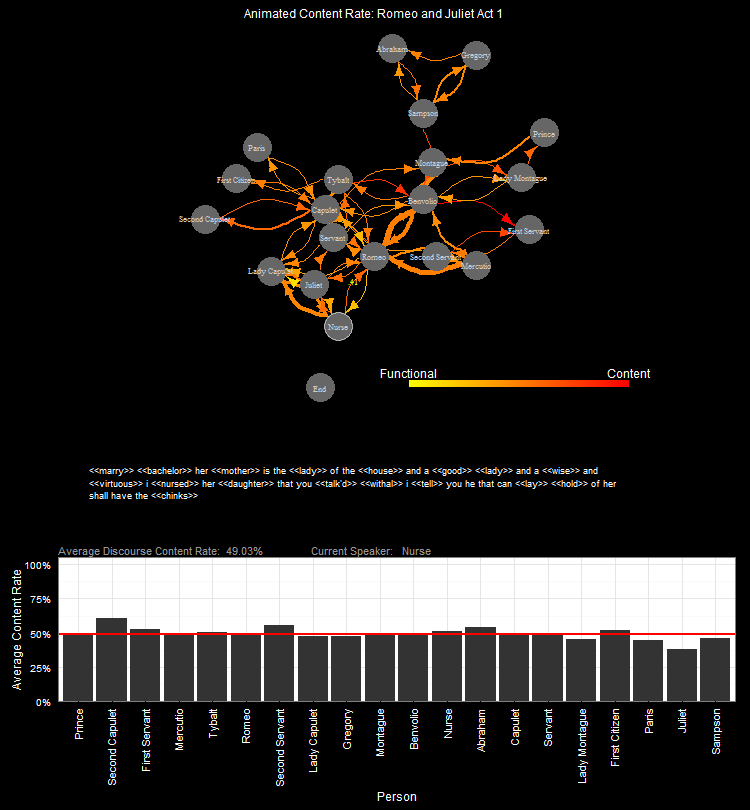 Animated Content Rate: Romeo and Juliet Act 1
Abraham
Gregory
Sampson
Prince
Paris
Montague
First Citizen
Tybalt
Lady Montague
Benvolio
Second Capulet
Capulet
First Servant
Servant
Romeo
Second Servant
Mercutio
Lady Capulet
Juliet
41
Nurse
Functional
Content
End
<<marry>> <<bachelor>> her <<mother>> is the <<lady>> of the <<house>> and a <<good>> <<lady>> and a <<wise>> and
<<virtuous>> i <<nursed>> her <<daughter>> that you <<talk'd>> <<withal>> i <<tell>> you he that can <<lay>> <<hold>> of her
shall have the <<chinks>>
Average Discourse Content Rate: 49.03%
Current Speaker: Nurse
Average Content Rate
100%
75%
50%
25%
0%
Prince
Second Capulet
First Servant
Mercutio
Tybalt
Romeo
Second Servant
Lady Capulet
Gregory
Montague
Benvolio
Nurse
Abraham
Capulet
Servant
Lady Montague
First Citizen
Paris
Juliet
Sampson
Person